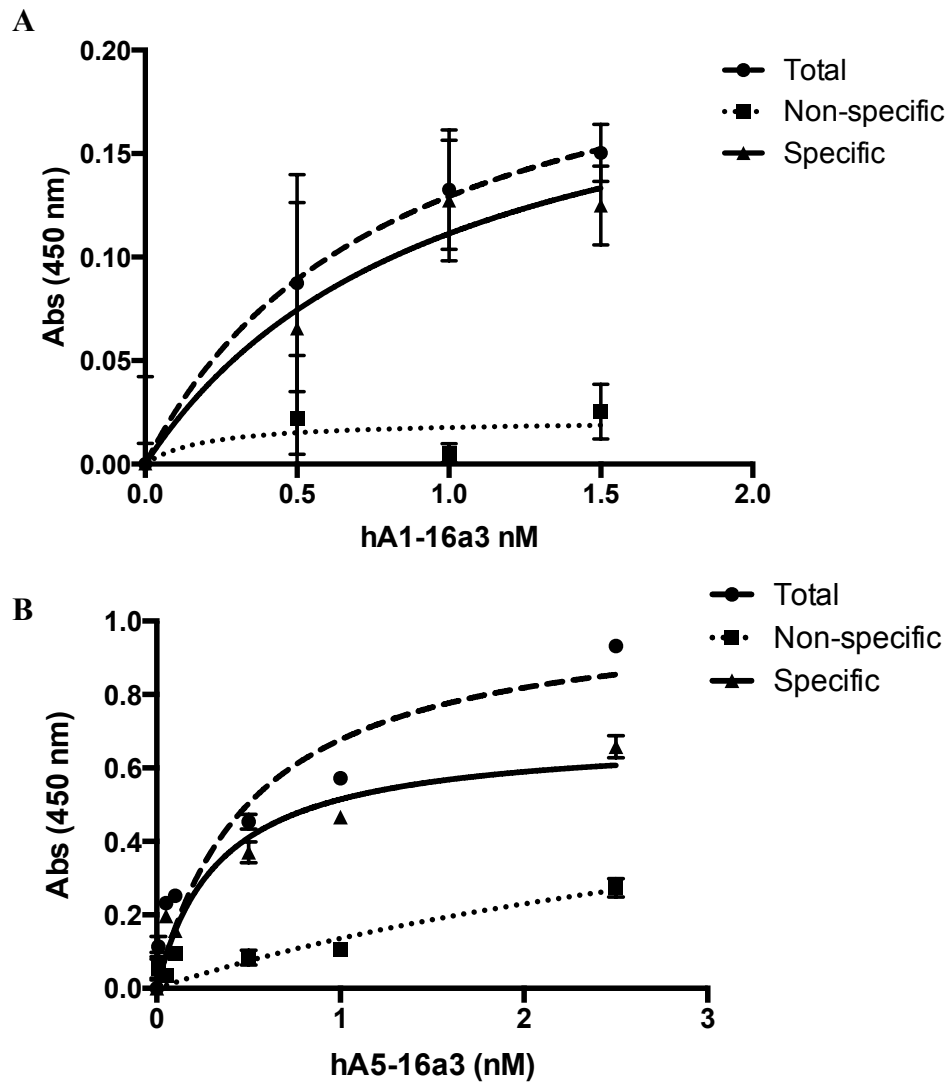 A
Abs (450 nm)
0.20
0.15
0.10
0.05
0.00
0.0 0.5 1.0 1.5 2.0
hA1-16a3 nM
Total
Non-specific
Specific
B
Abs (450 nm)
1.0
0.8
0.6
0.4
0.2
0.0
0 1 2 3
hA5-16a3 (nM)
Total
Non-specific
Specific